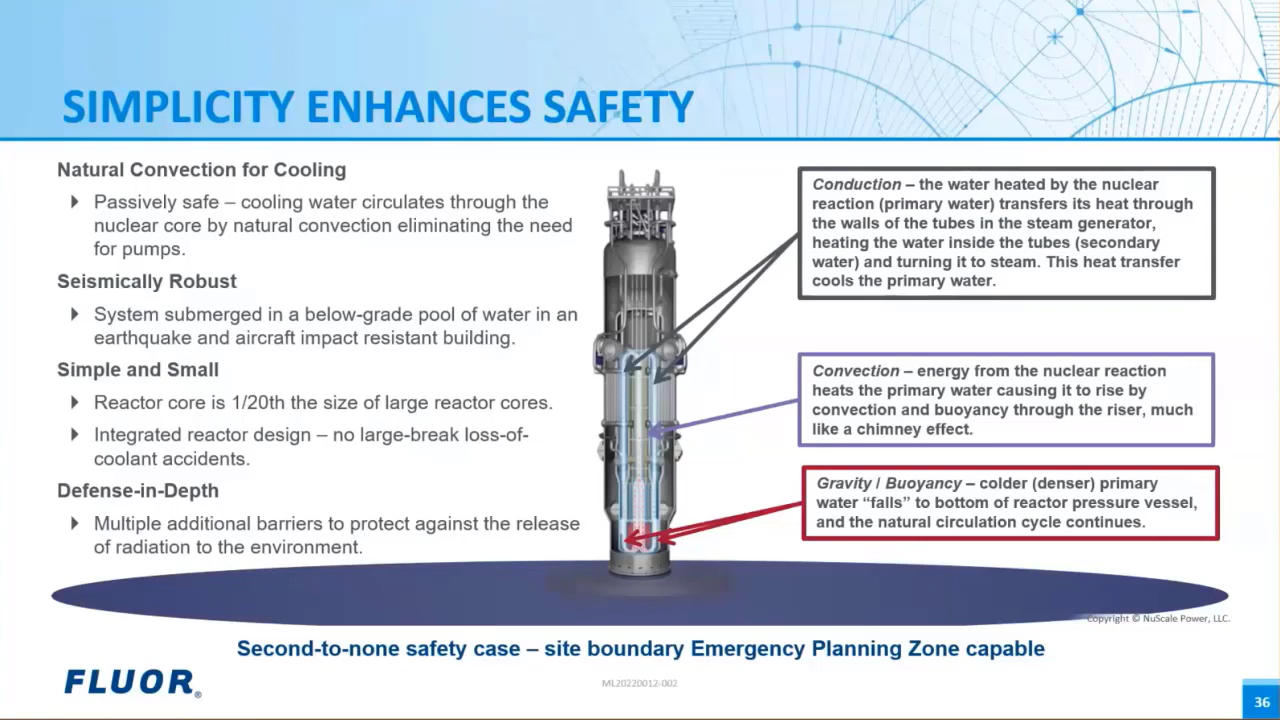 SIMPLICITY ENHANCES SAFETY
Natural Convection for Cooling
Passively safe – cooling water circulates through the
nuclear core by natural convection eliminating the need
for pumps.
Seismically Robust
System submerged in a below-grade pool of water in an
earthquake and aircraft impact resistant building.
Simple and Small
Reactor core is 1/20th the size of large reactor cores.
Integrated reactor design – no large-break loss-of-
coolant accidents.
Defense-in-Depth
Multiple additional barriers to protect against the release
of radiation to the environment.
Conduction – the water heated by the nuclear
reaction (primary water) transfers its heat through
the walls of the tubes in the steam generator,
heating the water inside the tubes (secondary
water) and turning it to steam. This heat transfer
cools the primary water.
Convection – energy from the nuclear reaction
heats the primary water causing it to rise by
convection and buoyancy through the riser, much
like a chimney effect.
Gravity / Buoyancy – colder (denser) primary
water “falls” to bottom of reactor pressure vessel,
and the natural circulation cycle continues.
Copyright © NuScale Power, LLC.
Second-to-none safety case – site boundary Emergency Planning Zone capable
FLUOR®
ML20220012-002
36